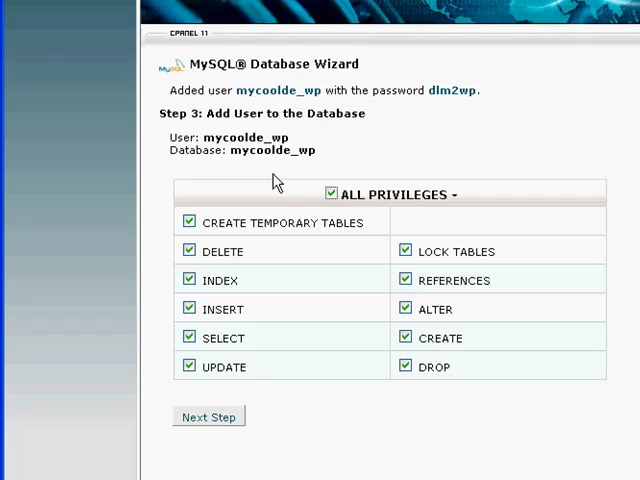 CPANEL 11
MySQL
MySQL® Database Wizard
Added user mycoolde_wp with the password dlm2wp.
Step 3: Add User to the Database
User: mycoolde_wp
Database: mycoolde_wp
ALL PRIVILEGES
CREATE TEMPORARY TABLES
DELETE LOCK TABLES
INDEX REFERENCES
INSERT ALTER
SELECT CREATE
UPDATE DROP
Next Step